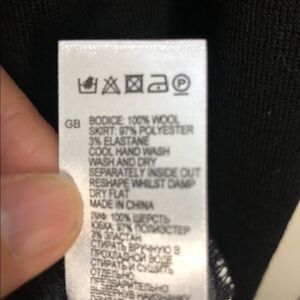 GB
BODICE: 100% WOOL
SKIRT: 97% POLYESTER
3% ELASTANE
COOL HAND WASH
WASH AND DRY
SEPARATELY INSIDE OUT
RESHAPE WHILST DAMP
DRY FLAT
MADE IN CHINA
ЛИФ: 100% ШЕРСТЬ
ЮБКА: 97% ПОЛИЭСТЕР
3% ЭЛАСТАН
СТИРАТЬ ВРУЧНУЮ В
ПРОХЛАДНОЙ ВОДЕ
СТИРАТЬ И СУШИТЬ